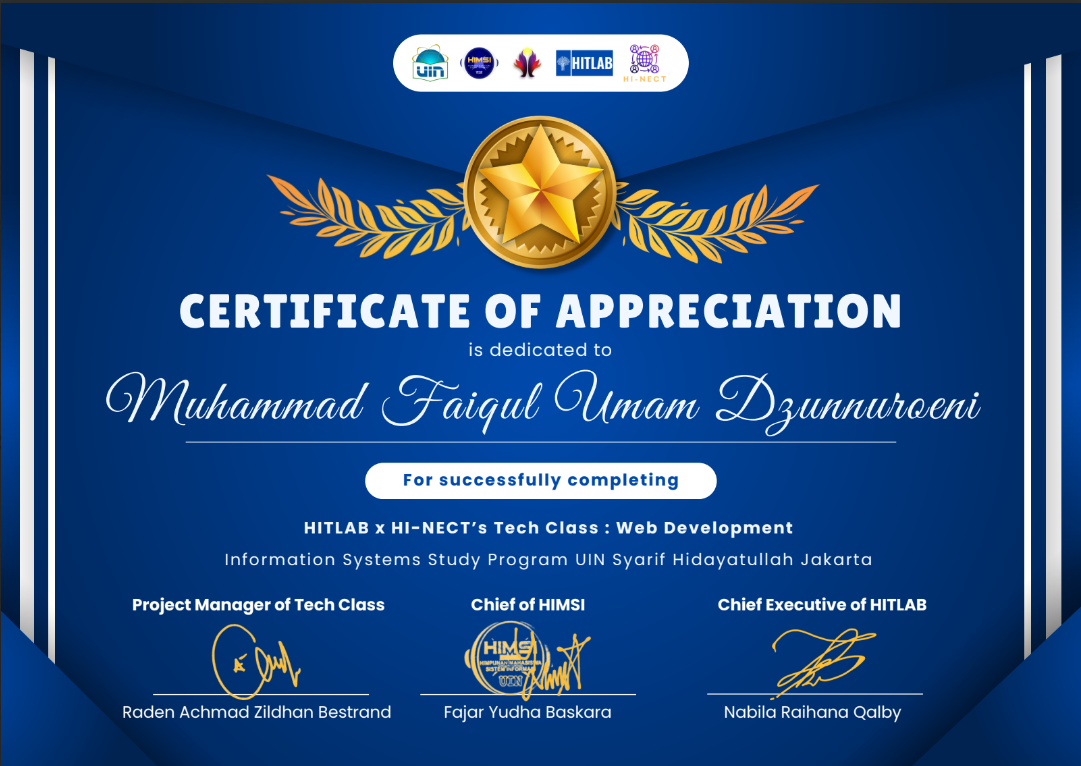 UIN
HIMSI
HITLAB
HI-NECT
CERTIFICATE OF APPRECIATION
is dedicated to
Muhammad Faiqul Umam Dzunnuroeni
For successfully completing
HITLAB x HI-NECT’s Tech Class : Web Development
Information Systems Study Program UIN Syarif Hidayatullah Jakarta
Project Manager of Tech Class
Chief of HIMSI
Chief Executive of HITLAB
HIMSI
HIMPUNAN MAHASISWA
SISTEM INFORMASI
UIN
Raden Achmad Zildhan Bestrand
Fajar Yudha Baskara
Nabila Raihana Qalby